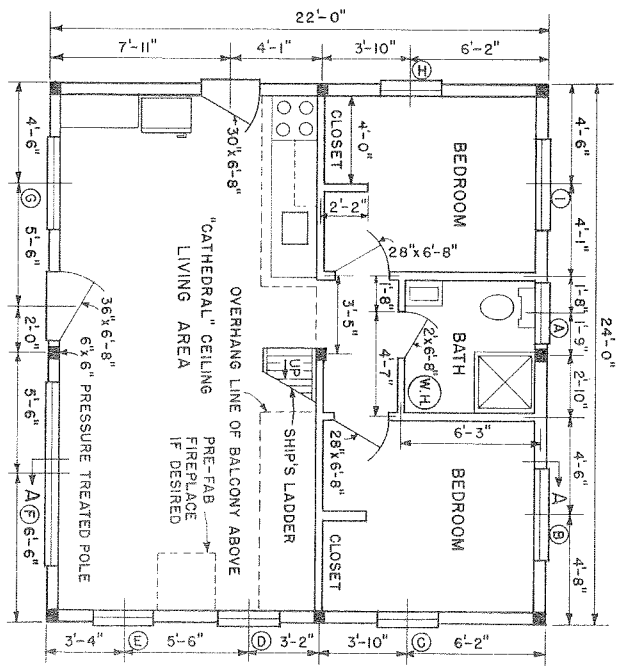 22'-0"
7'-11"
4'-1"
3'-10"
6'-2"
H
4'-6"
G
5'-6"
2'-0"
5'-6"
A
F
6'-6"
30"x 6'-8"
36"x6'-8"
6"x6" PRESSURE TREATED POLE
"CATHEDRAL" CEILING
LIVING AREA
OVERHANG LINE OF BALCONY ABOVE
PRE-FAB
FIREPLACE
IF DESIRED
UP
SHIP'S LADDER
CLOSET
4'-0"
2'-2"
BEDROOM
28"x 6'-8"
1'-8"
3'-5"
4'-7"
2'x6'-8"
W.H.
BATH
6'-3"
28"x6'-8"
BEDROOM
CLOSET
4'-6"
I
4'-1"
1'-8"
A
1'-9"
2'-10"
4'-6"
A
B
4'-8"
24'-0"
3'-4"
E
5'-6"
D
3'-2"
3'-10"
C
6'-2"